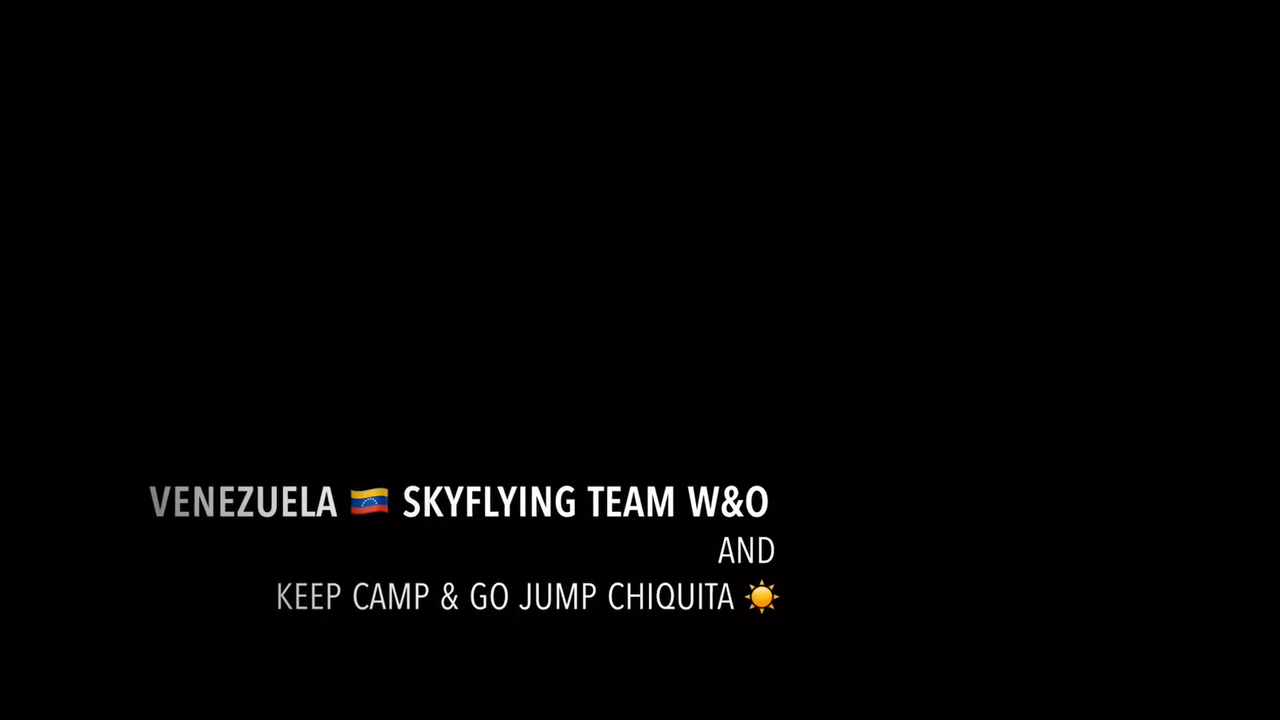 VENEZUELA 🇻🇪 SKYFLYING TEAM W&O
AND
KEEP CAMP & GO JUMP CHIQUITA ☀️